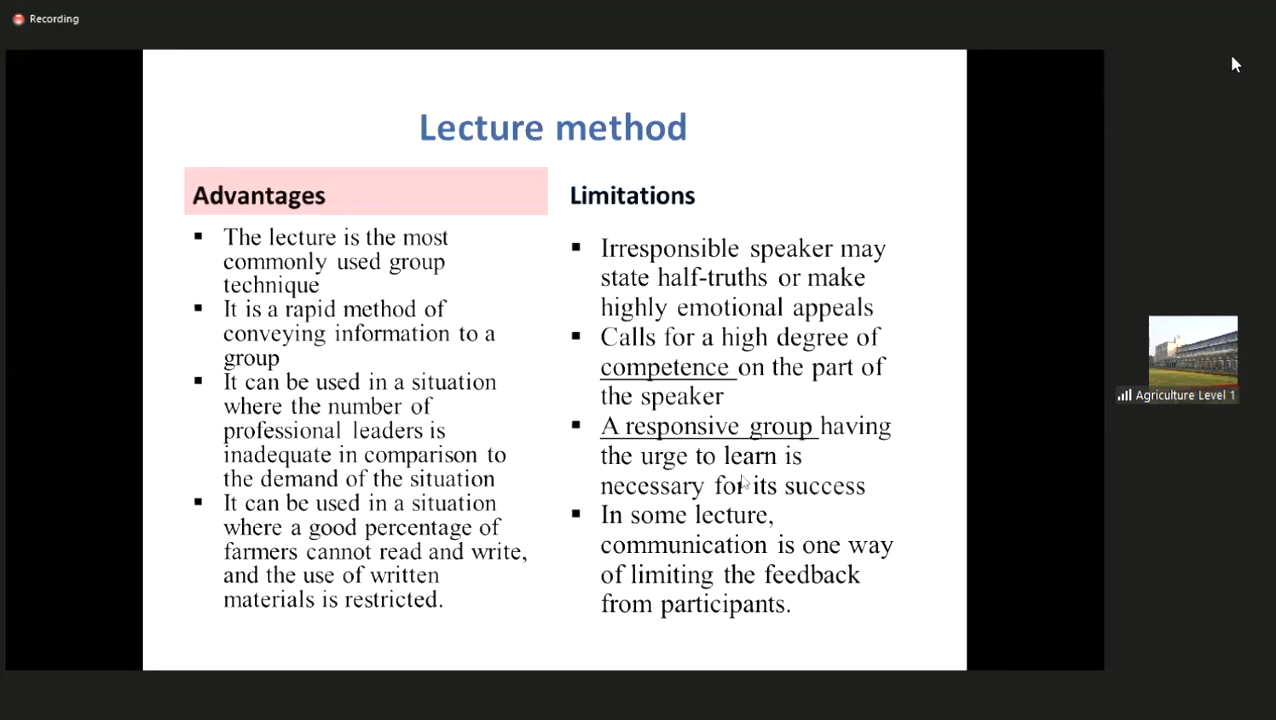 Recording
Lecture method
Advantages
The lecture is the most
commonly used group
technique
It is a rapid method of
conveying information to a
group
It can be used in a situation
where the number of
professional leaders is
inadequate in comparison to
the demand of the situation
It can be used in a situation
where a good percentage of
farmers cannot read and write,
and the use of written
materials is restricted.
Limitations
Irresponsible speaker may
state half-truths or make
highly emotional appeals
Calls for a high degree of
competence on the part of
the speaker
A responsive group having
the urge to learn is
necessary for its success
In some lecture,
communication is one way
of limiting the feedback
from participants.
Agriculture Level 1